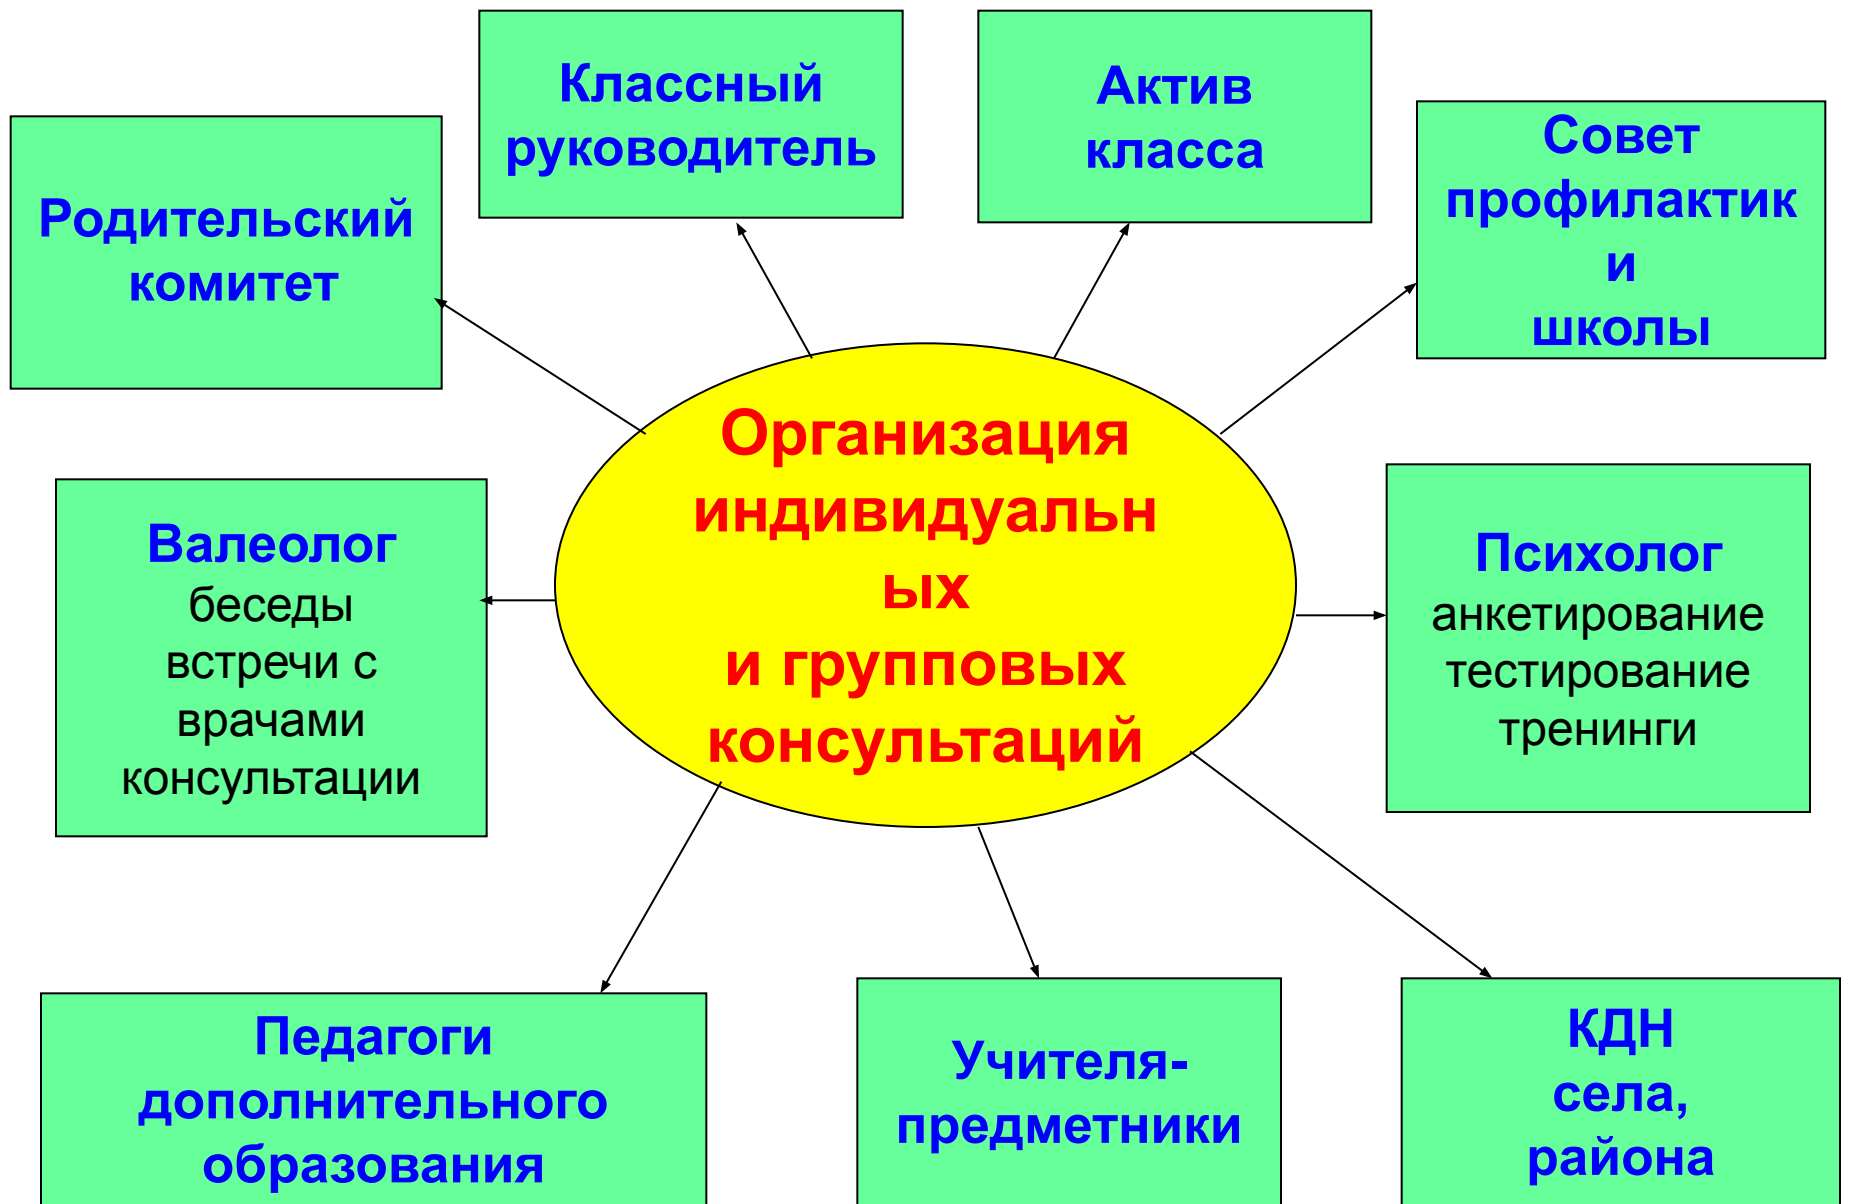 Классный
руководитель
Актив
класса
Совет
профилактик
и
школы
Родительский
комитет
Организация
индивидуальн
ых
и групповых
консультаций
Валеолог
беседы
встречи с
врачами
консультации
Психолог
анкетирование
тестирование
тренинги
Педагоги
дополнительного
образования
Учителя-
предметники
КДН
села,
района